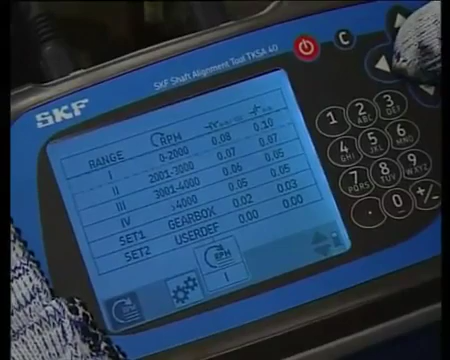 SKF
SKF Shaft Alignment Tool TKSA 40
C
RANGE RPM
I 0-2000 0.08 0.10
II 2001-3000 0.07 0.07
III 3001-4000 0.06 0.05
IV >4000 0.05 0.05
SET1 GEARBOX 0.02 0.03
SET2 USERDEF 0.00 0.00
RPM
I
1 2 ABC 3 DEF
4 GHI 5 JKL 6 MNO
7 PQRS 8 TUV 9 WXYZ
. 0 +/-